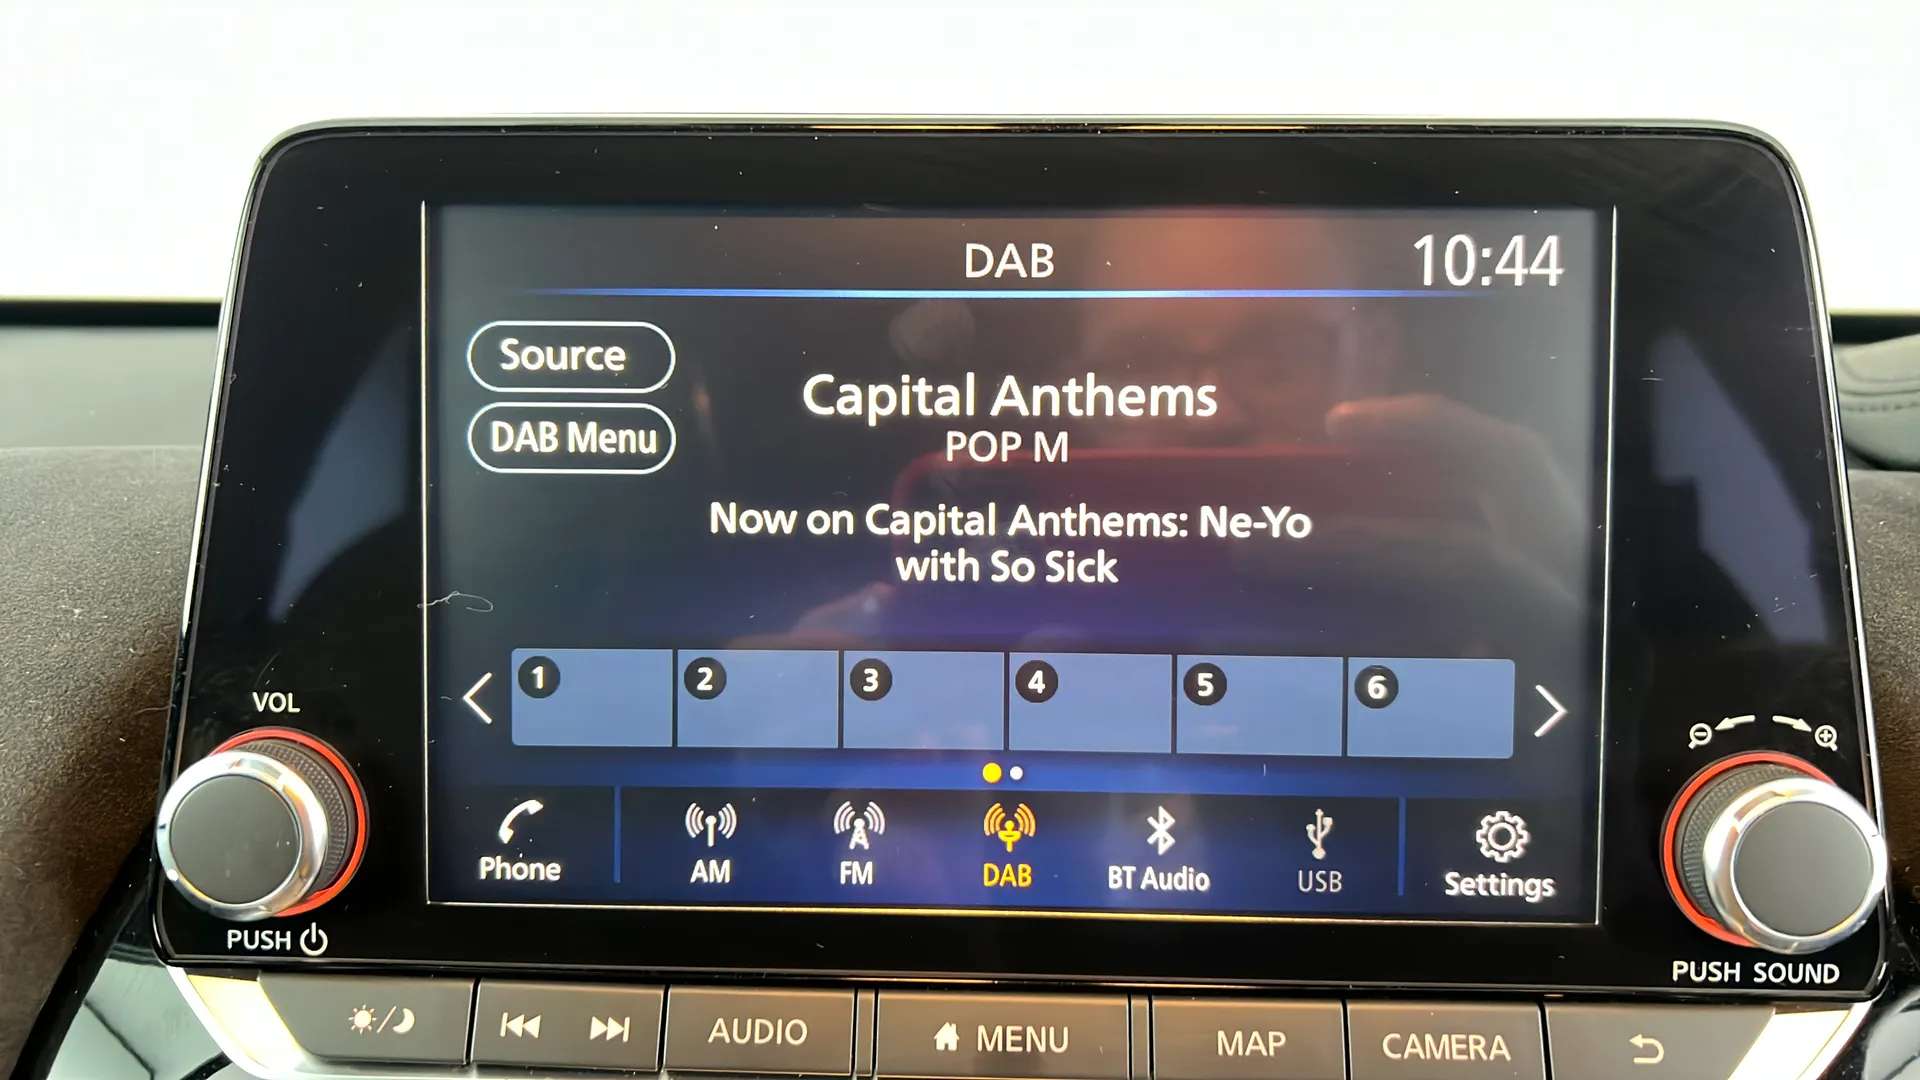 DAB
10:44
Source
DAB Menu
Capital Anthems
POP M
Now on Capital Anthems: Ne-Yo
with So Sick
1 2 3 4 5 6
VOL
PUSH
Phone
AM
FM
DAB
BT Audio
USB
Settings
PUSH SOUND
AUDIO
MENU
MAP
CAMERA